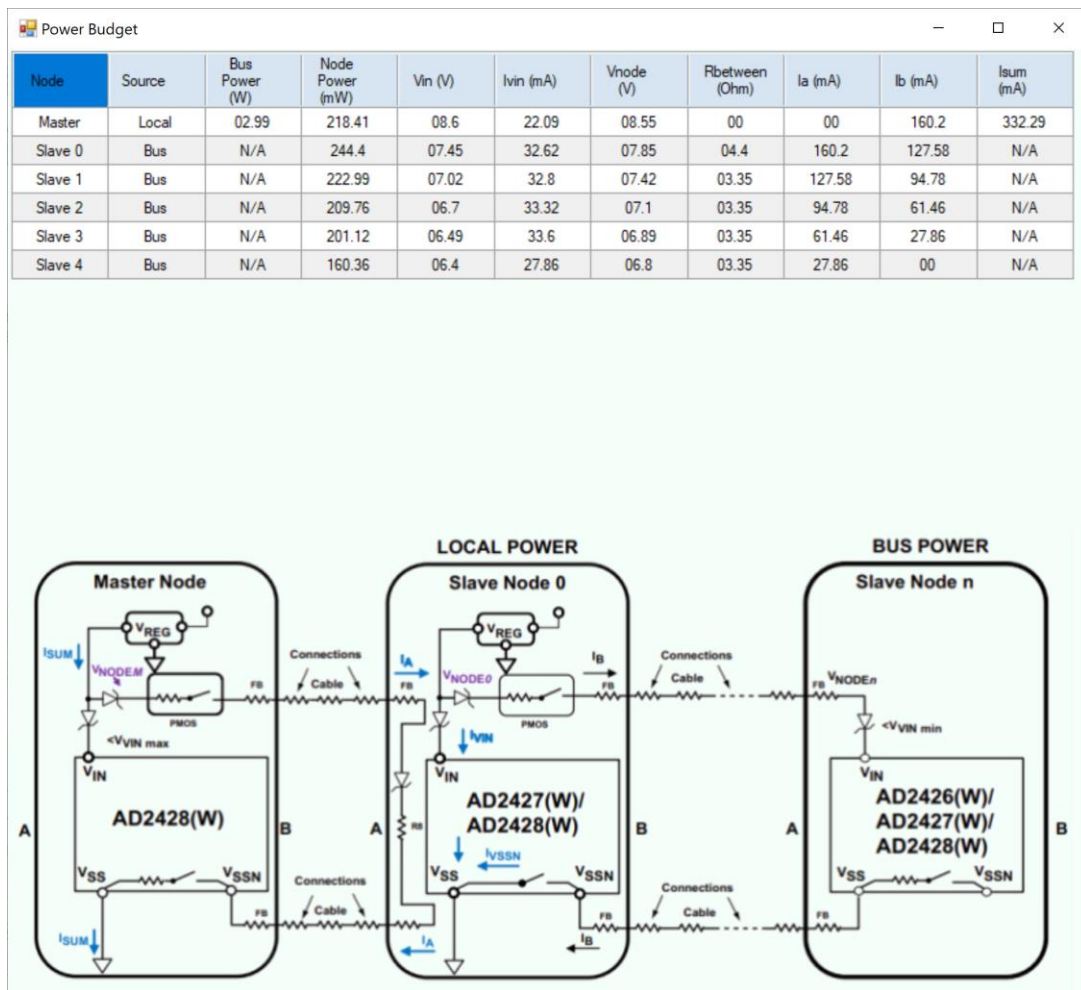 Power Budget
Node Source Bus Power (W) Node Power (mW) Vin (V) Ivin (mA) Vnode (V) Rbetween (Ohm) Ia (mA) Ib (mA) Isum (mA)
Master Local 02.99 218.41 08.6 22.09 08.55 00 00 160.2 332.29
Slave 0 Bus N/A 244.4 07.45 32.62 07.85 04.4 160.2 127.58 N/A
Slave 1 Bus N/A 222.99 07.02 32.8 07.42 03.35 127.58 94.78 N/A
Slave 2 Bus N/A 209.76 06.7 33.32 07.1 03.35 94.78 61.46 N/A
Slave 3 Bus N/A 201.12 06.49 33.6 06.89 03.35 61.46 27.86 N/A
Slave 4 Bus N/A 160.36 06.4 27.86 06.8 03.35 27.86 00 N/A
LOCAL POWER BUS POWER
Master Node Slave Node 0 Slave Node n
VREG VREG
ISUM Connections IA IB Connections
VNODEM FB Cable FB VNODE0 FB Cable FB VNODEn
PMOS PMOS
<VVIN max IVIN <VVIN min
VIN VIN VIN
AD2428(W) AD2427(W)/ AD2426(W)/
AD2428(W) AD2427(W)/
AD2428(W)
A B A R8 B A B
VSS VSSN VSS IVSSN VSSN VSS VSSN
Connections Connections
FB Cable FB Cable FB
ISUM IA IB